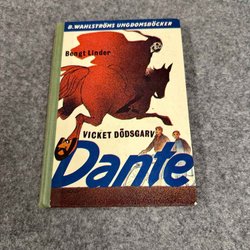 B. WAHLSTRÖMS UNGDOMSBÖCKER
Bengt Linder
VICKET DÖDSGARV
Dante